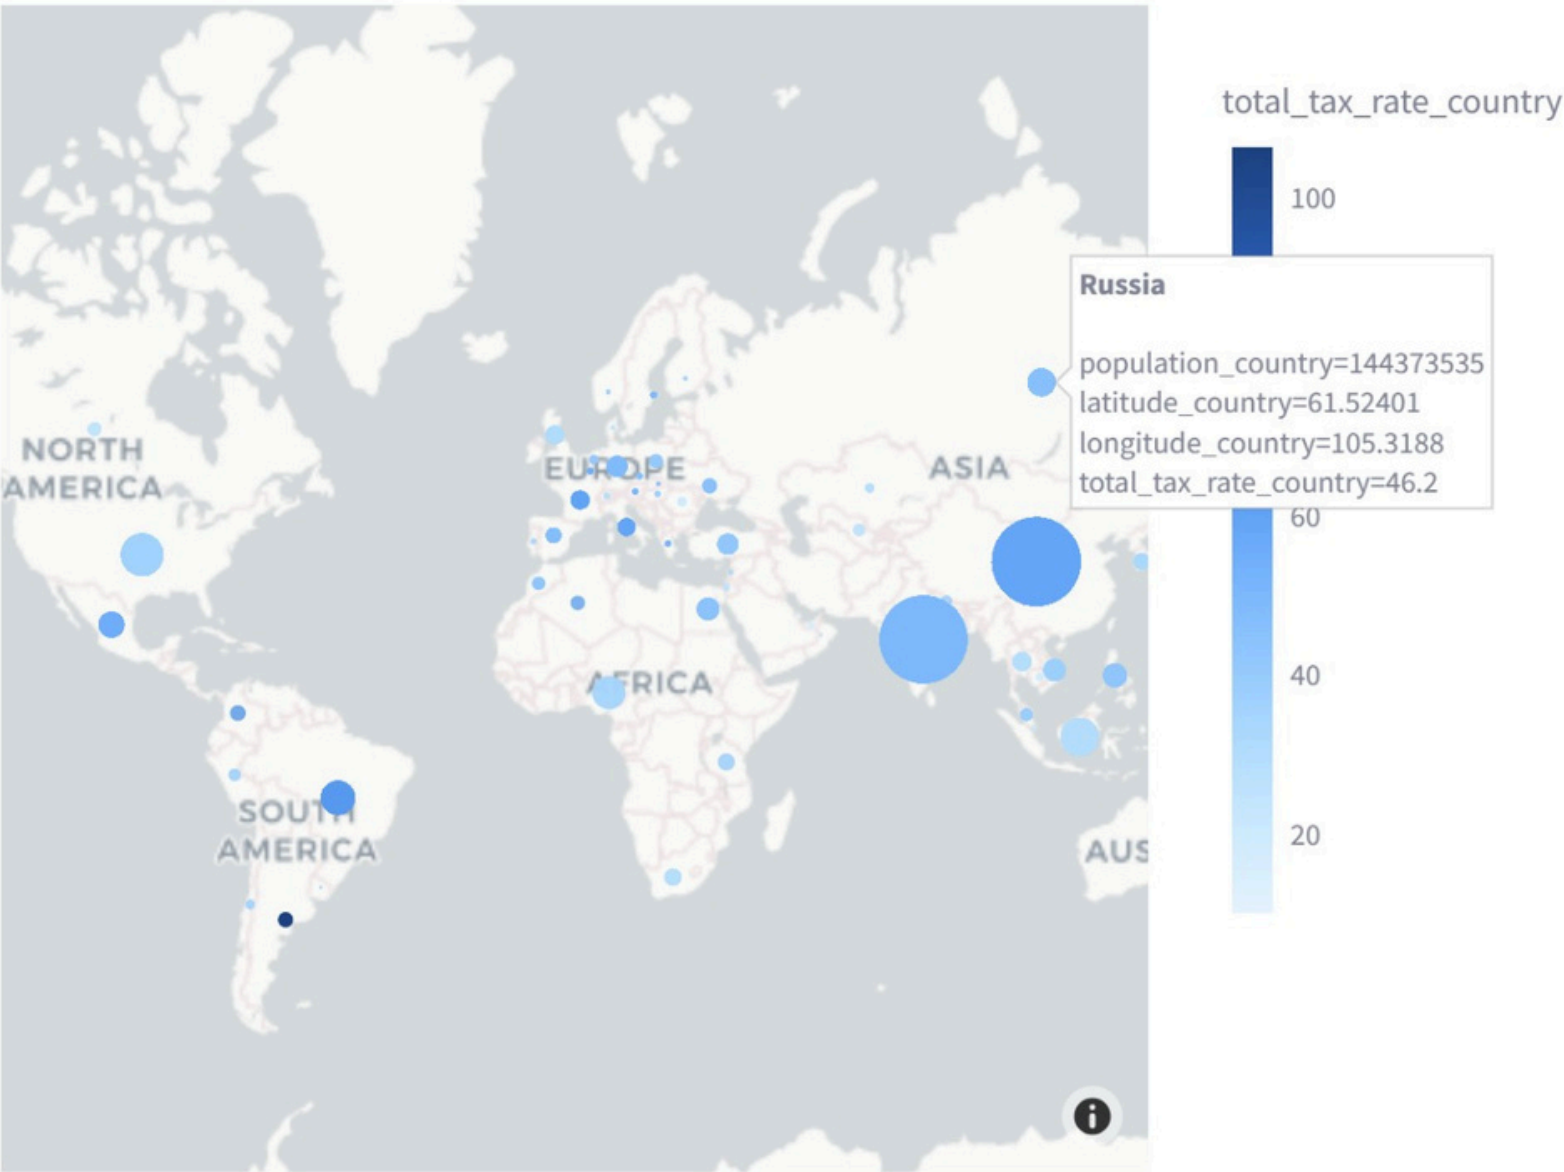 total_tax_rate_country
100
Russia
population_country=144373535
latitude_country=61.52401
longitude_country=105.3188
total_tax_rate_country=46.2
60
40
20
NORTH
AMERICA
EUROPE
ASIA
AFRICA
SOUTH
AMERICA
AUS
i